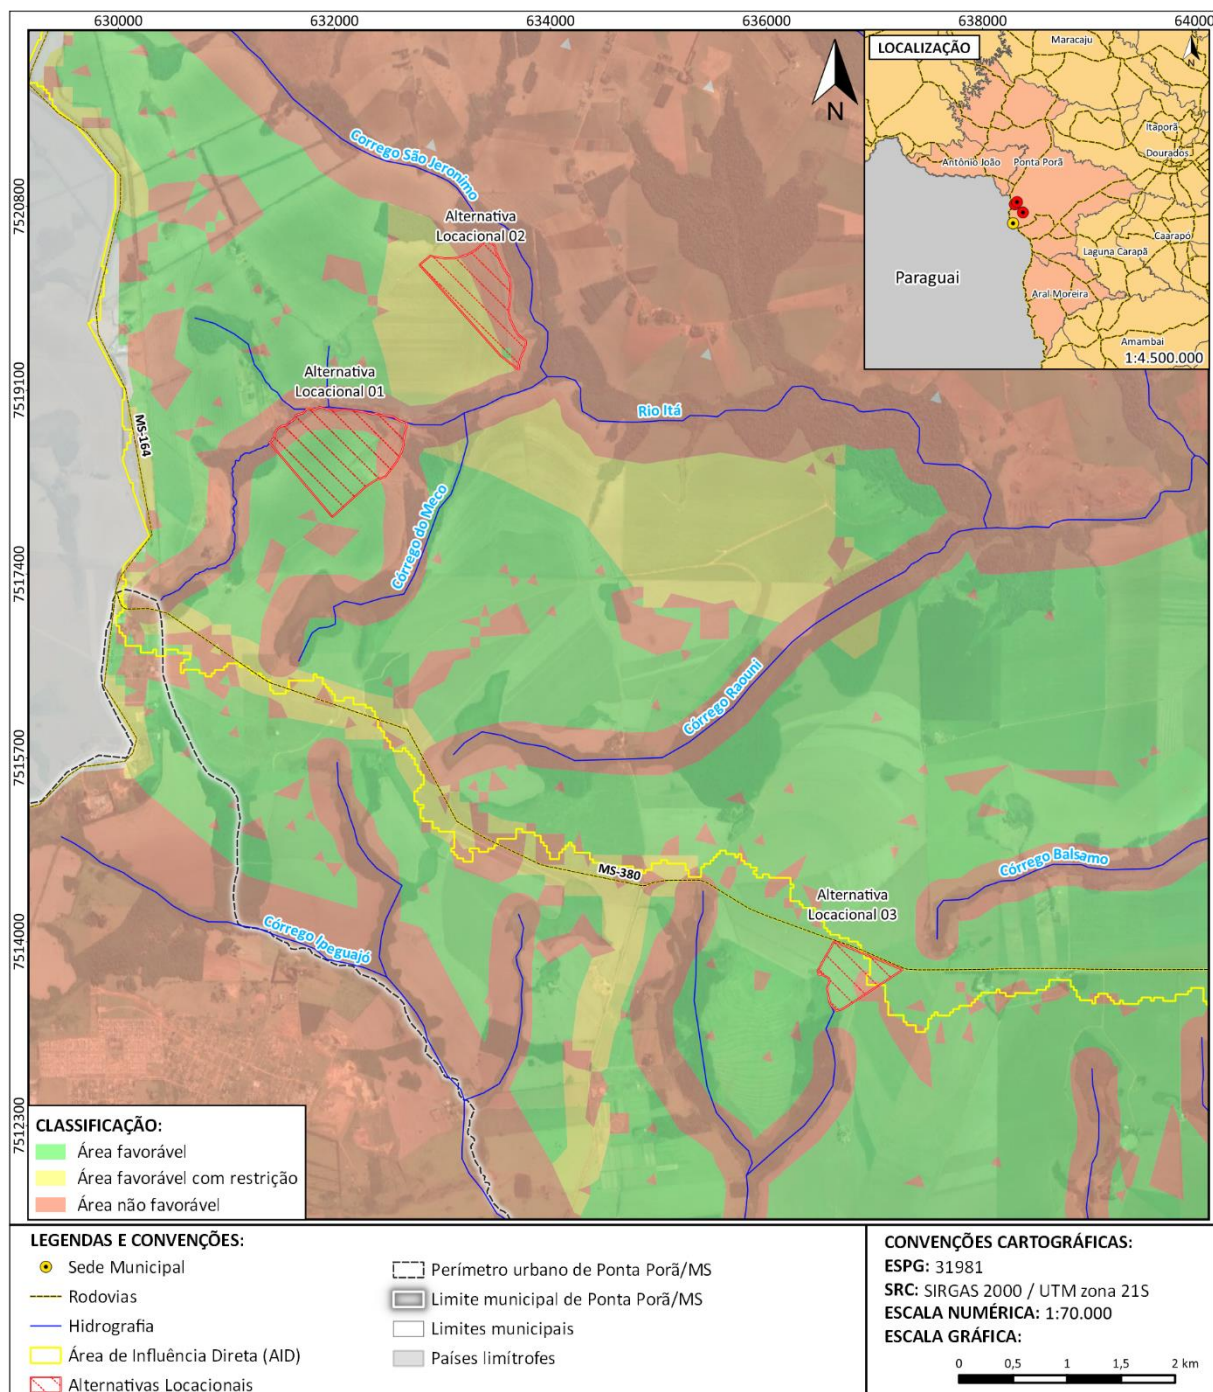 630000
632000
634000
636000
638000
64000
7520800
7519100
7517400
7515700
7514000
7512300
N
LOCALIZAÇÃO
N
Maracaju
Itaporã
Dourados
Antônio João
Ponta Porã
Caarapó
Laguna Carapã
Paraguai
Aral Moreira
Amambai
1:4.500.000
Corrego São Jeronímo
Alternativa
Locacional 02
Alternativa
Locacional 01
MS-164
Rio Itá
Córrego do Meco
Córrego Raouni
MS-380
Córrego Balsamo
Alternativa
Locacional 03
Córrego Ipeguajó
CLASSIFICAÇÃO:
Área favorável
Área favorável com restrição
Área não favorável
LEGENDAS E CONVENÇÕES:
Sede Municipal
Rodovias
Hidrografia
Área de Influência Direta (AID)
Alternativas Locacionais
Perímetro urbano de Ponta Porã/MS
Limite municipal de Ponta Porã/MS
Limites municipais
Países limítrofes
CONVENÇÕES CARTOGRÁFICAS:
ESPG: 31981
SRC: SIRGAS 2000 / UTM zona 21S
ESCALA NUMÉRICA: 1:70.000
ESCALA GRÁFICA:
0 0,5 1 1,5 2 km